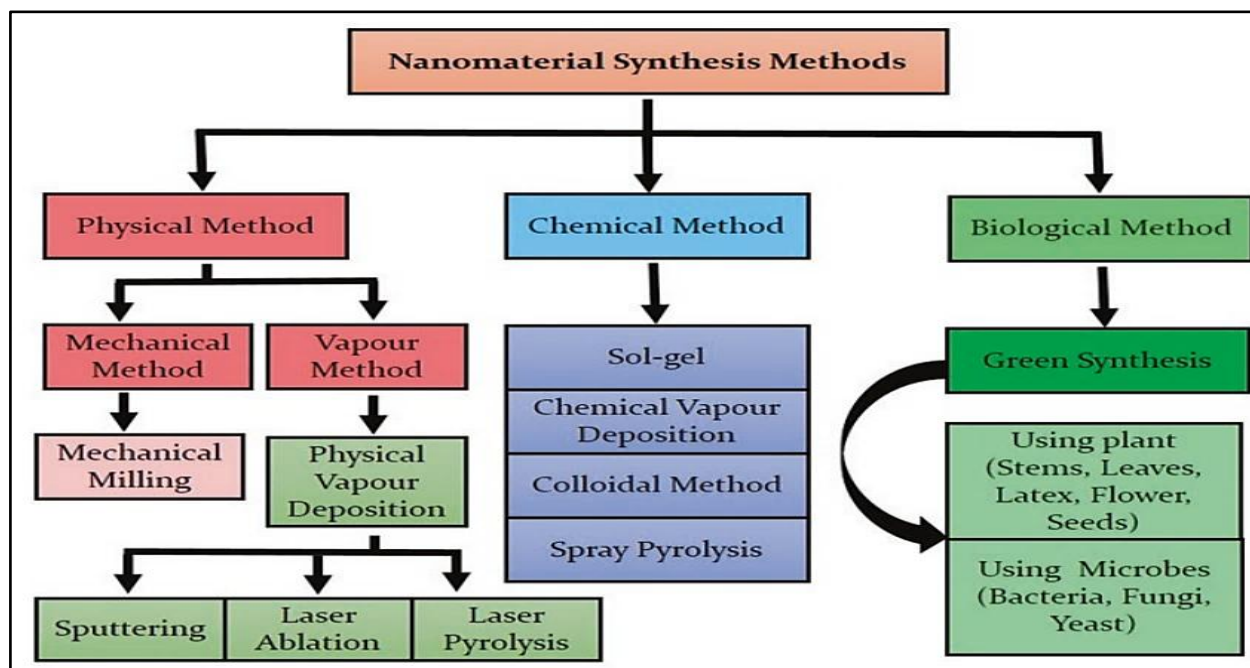 Nanomaterial Synthesis Methods
Physical Method
Chemical Method
Biological Method
Mechanical
Method
Vapour
Method
Mechanical
Milling
Physical
Vapour
Deposition
Sputtering
Laser
Ablation
Laser
Pyrolysis
Sol-gel
Chemical Vapour
Deposition
Colloidal Method
Spray Pyrolysis
Green Synthesis
Using plant
(Stems, Leaves,
Latex, Flower,
Seeds)
Using Microbes
(Bacteria, Fungi,
Yeast)